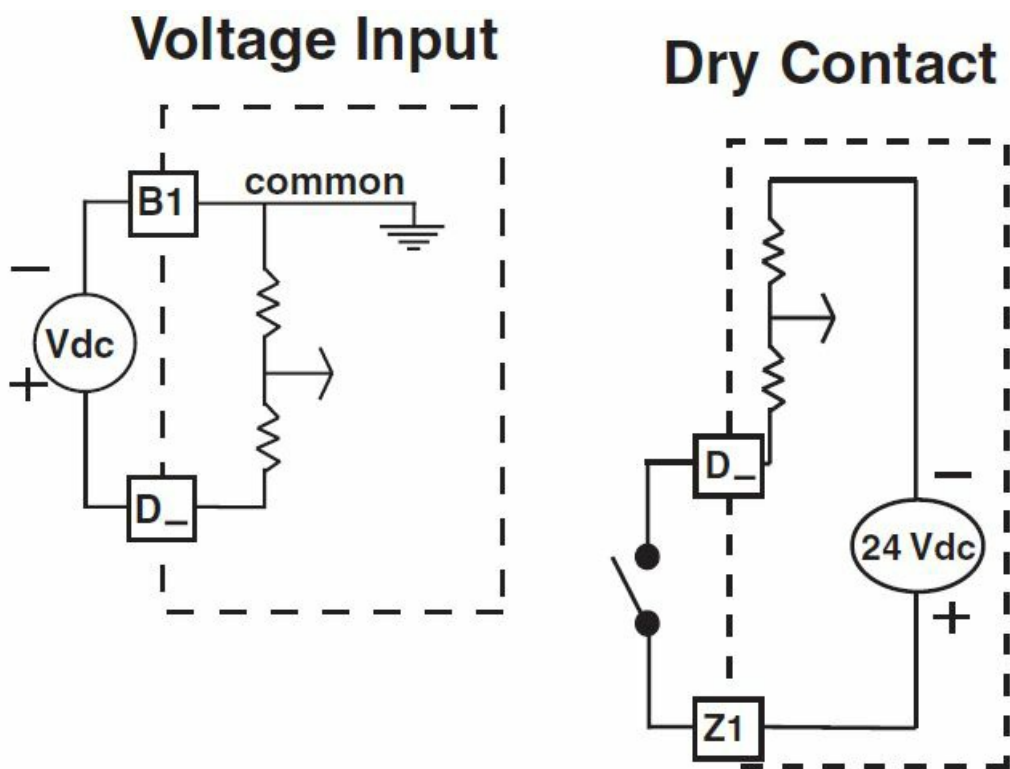 Voltage Input
B1
common
−
Vdc
+
D_
Dry Contact
D_
−
24 Vdc
+
Z1